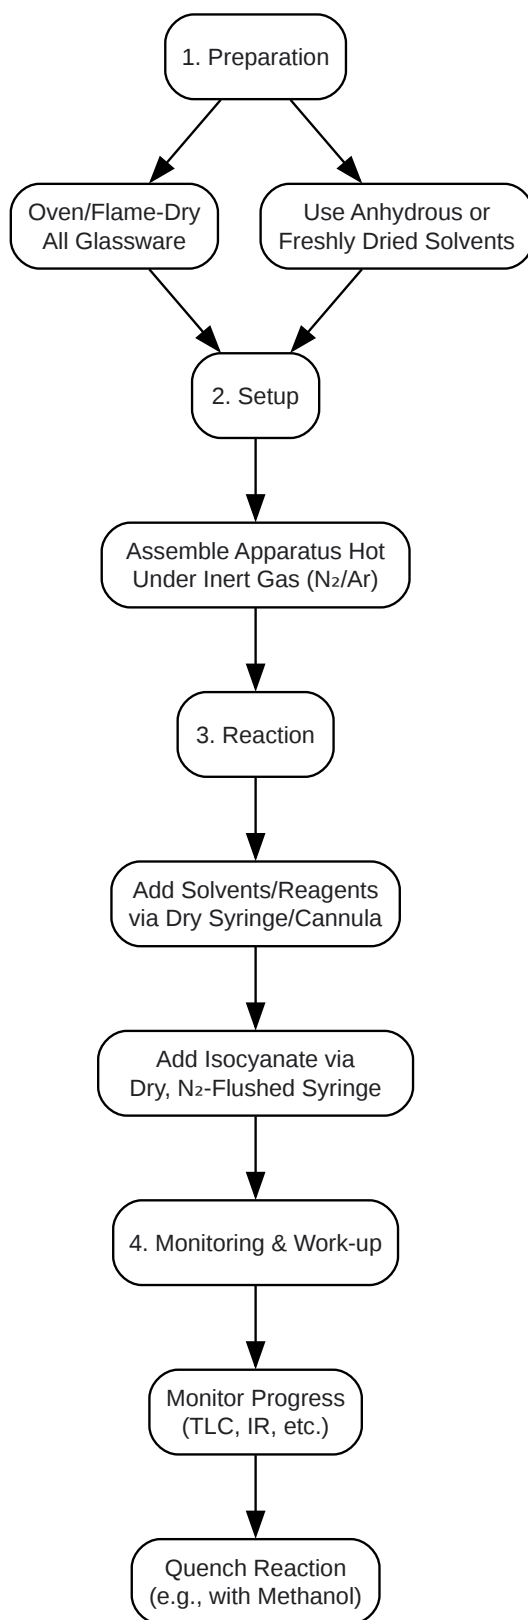 1. Preparation
Oven/Flame-Dry
All Glassware
Use Anhydrous or
Freshly Dried Solvents
2. Setup
Assemble Apparatus Hot
Under Inert Gas (N₂/Ar)
3. Reaction
Add Solvents/Reagents
via Dry Syringe/Cannula
Add Isocyanate via
Dry, N₂-Flushed Syringe
4. Monitoring & Work-up
Monitor Progress
(TLC, IR, etc.)
Quench Reaction
(e.g., with Methanol)